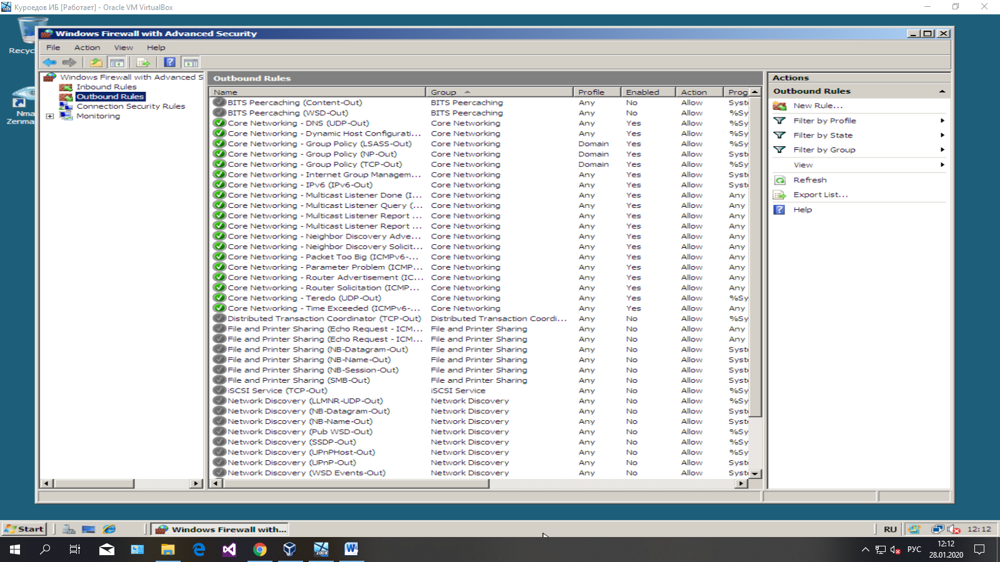 Куроедов ИБ [Работает] - Oracle VM VirtualBox
Windows Firewall with Advanced Security
File Action View Help
Windows Firewall with Advanced S
Inbound Rules
Outbound Rules
Connection Security Rules
Monitoring
Outbound Rules
Name Group Profile Enabled Action Prog
BITS Peercaching (Content-Out) BITS Peercaching Any No Allow Syst
BITS Peercaching (WSD-Out) BITS Peercaching Any No Allow %Sy
Core Networking - DNS (UDP-Out) Core Networking Any Yes Allow %Sy
Core Networking - Dynamic Host Configurati... Core Networking Any Yes Allow %Sy
Core Networking - Group Policy (LSASS-Out) Core Networking Domain Yes Allow %Sy
Core Networking - Group Policy (NP-Out) Core Networking Domain Yes Allow Syst
Core Networking - Group Policy (TCP-Out) Core Networking Domain Yes Allow %Sy
Core Networking - Internet Group Managem... Core Networking Any Yes Allow Syst
Core Networking - IPv6 (IPv6-Out) Core Networking Any Yes Allow Syst
Core Networking - Multicast Listener Done (I... Core Networking Any Yes Allow Any
Core Networking - Multicast Listener Query (... Core Networking Any Yes Allow Any
Core Networking - Multicast Listener Report ... Core Networking Any Yes Allow Any
Core Networking - Multicast Listener Report ... Core Networking Any Yes Allow Any
Core Networking - Neighbor Discovery Adve... Core Networking Any Yes Allow Any
Core Networking - Neighbor Discovery Solicit... Core Networking Any Yes Allow Any
Core Networking - Packet Too Big (ICMPv6-... Core Networking Any Yes Allow Any
Core Networking - Parameter Problem (ICMP... Core Networking Any Yes Allow Any
Core Networking - Router Advertisement (IC... Core Networking Any Yes Allow Any
Core Networking - Router Solicitation (ICMP... Core Networking Any Yes Allow Any
Core Networking - Teredo (UDP-Out) Core Networking Any Yes Allow %Sy
Core Networking - Time Exceeded (ICMPv6-... Core Networking Any Yes Allow Any
Distributed Transaction Coordinator (TCP-Out) Distributed Transaction Coordi... Any No Allow %Sy
File and Printer Sharing (Echo Request - ICM... File and Printer Sharing Any No Allow Any
File and Printer Sharing (Echo Request - ICM... File and Printer Sharing Any No Allow Any
File and Printer Sharing (NB-Datagram-Out) File and Printer Sharing Any No Allow Syst
File and Printer Sharing (NB-Name-Out) File and Printer Sharing Any No Allow Syst
File and Printer Sharing (NB-Session-Out) File and Printer Sharing Any No Allow Syst
File and Printer Sharing (SMB-Out) File and Printer Sharing Any No Allow Syst
iSCSI Service (TCP-Out) iSCSI Service Any No Allow %Sy
Network Discovery (LLMNR-UDP-Out) Network Discovery Any No Allow %Sy
Network Discovery (NB-Datagram-Out) Network Discovery Any No Allow Syst
Network Discovery (NB-Name-Out) Network Discovery Any No Allow Syst
Network Discovery (Pub WSD-Out) Network Discovery Any No Allow %Sy
Network Discovery (SSDP-Out) Network Discovery Any No Allow %Sy
Network Discovery (UPnPHost-Out) Network Discovery Any No Allow %Sy
Network Discovery (UPnP-Out) Network Discovery Any No Allow Syst
Network Discovery (WSD Events-Out) Network Discovery Any No Allow Syst
Actions
Outbound Rules
New Rule...
Filter by Profile
Filter by State
Filter by Group
View
Refresh
Export List...
Help
Recyc
Nma
Zenma
Start
Windows Firewall with...
RU
12:12
2008
РУС
12:12
28.01.2020